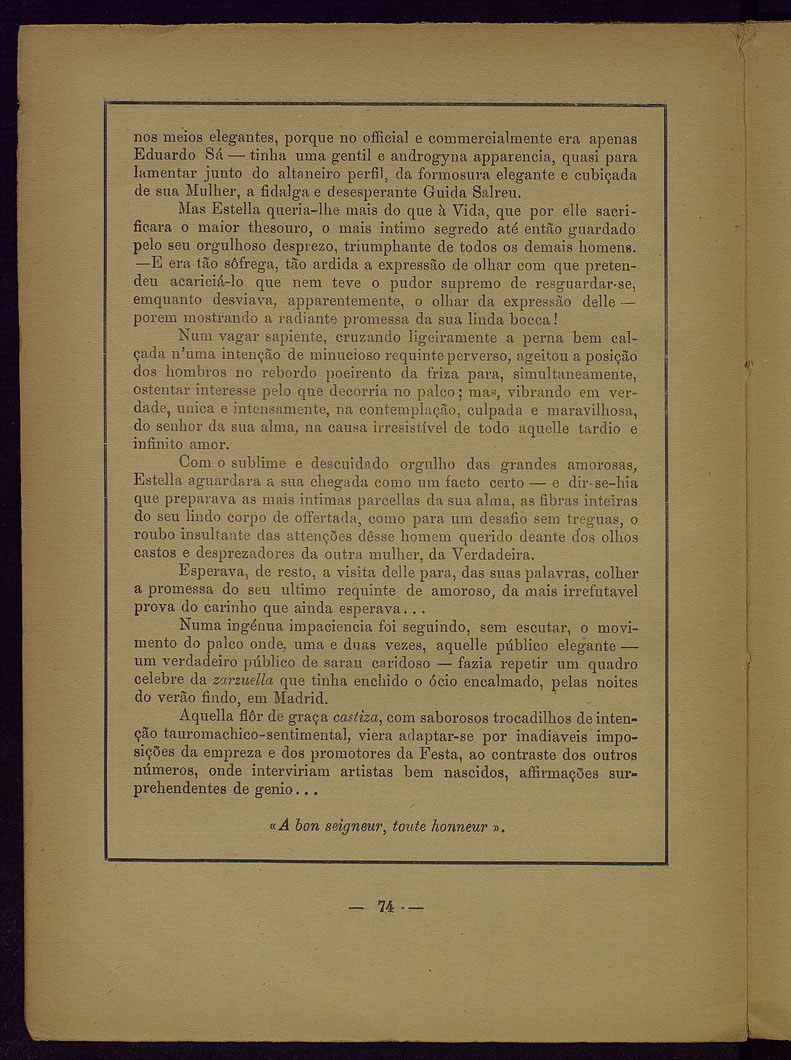 nos meios elegantes, porque no official e commercialmente era apenas
Eduardo Sá — tinha uma gentil e androgyna apparencia, quasi para
lamentar junto do altaneiro perfil, da formosura elegante e cubiçada
de sua Mulher, a fidalga e desesperante Guida Salreu.
Mas Estella queria-lhe mais do que à Vida, que por elle sacri-
ficara o maior thesouro, o mais intimo segredo até então guardado
pelo seu orgulhoso desprezo, triumphante de todos os demais homens.
—E era tão sôfrega, tão ardida a expressão de olhar com que preten-
deu acariciá-lo que nem teve o pudor supremo de resguardar-se,
emquanto desviava, apparentemente, o olhar da expressão delle —
porem mostrando a radiante promessa da sua linda bocca!
Num vagar sapiente, cruzando ligeiramente a perna bem cal-
çada n'uma intenção de minucioso requinte perverso, ageitou a posição
dos hombros no rebordo poeirento da friza para, simultaneamente,
ostentar interesse pelo que decorria no palco; mas, vibrando em ver-
dade, unica e intensamente, na contemplação, culpada e maravilhosa,
do senhor da sua alma, na causa irresistível de todo aquelle tardio e
infinito amor.
Com o sublime e descuidado orgulho das grandes amorosas,
Estella aguardara a sua chegada como um facto certo — e dir-se-hia
que preparava as mais intimas parcellas da sua alma, as fibras inteiras
do seu lindo corpo de offertada, como para um desafio sem treguas, o
roubo insultante das attenções dêsse homem querido deante dos olhos
castos e desprezadores da outra mulher, da Verdadeira.
Esperava, de resto, a visita delle para, das suas palavras, colher
a promessa do seu ultimo requinte de amoroso, da mais irrefutavel
prova do carinho que ainda esperava...
Numa ingénua impaciencia foi seguindo, sem escutar, o movi-
mento do palco onde, uma e duas vezes, aquelle público elegante —
um verdadeiro público de sarau caridoso — fazia repetir um quadro
celebre da zarzuella que tinha enchido o ócio encalmado, pelas noites
do verão findo, em Madrid.
Aquella flôr de graça castiza, com saborosos trocadilhos de inten-
ção tauromachico-sentimental, viera adaptar-se por inadiaveis impo-
sições da empreza e dos promotores da Festa, ao contraste dos outros
números, onde interviriam artistas bem nascidos, affirmações sur-
prehendentes de genio...
«A bon seigneur, toute honneur».
— 74 —